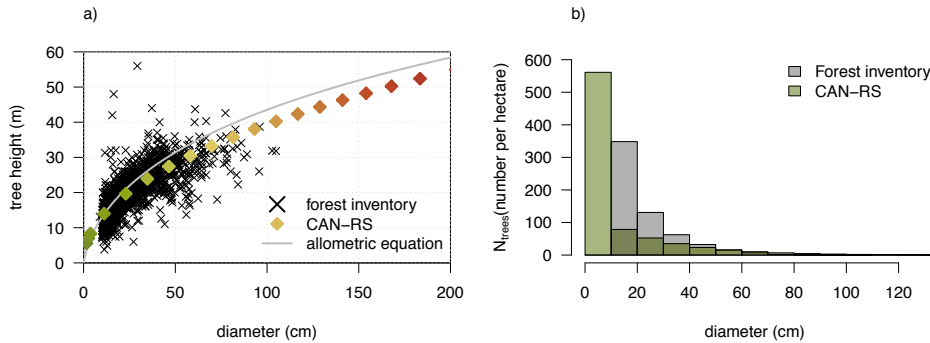 a)
tree height (m)
60
50
40
30
20
10
0
forest inventory
CAN−RS
allometric equation
0 50 100 150 200
diameter (cm)
b)
N_trees(number per hectare)
600
500
400
300
200
100
0
Forest inventory
CAN−RS
0 20 40 60 80 100 120
diameter (cm)